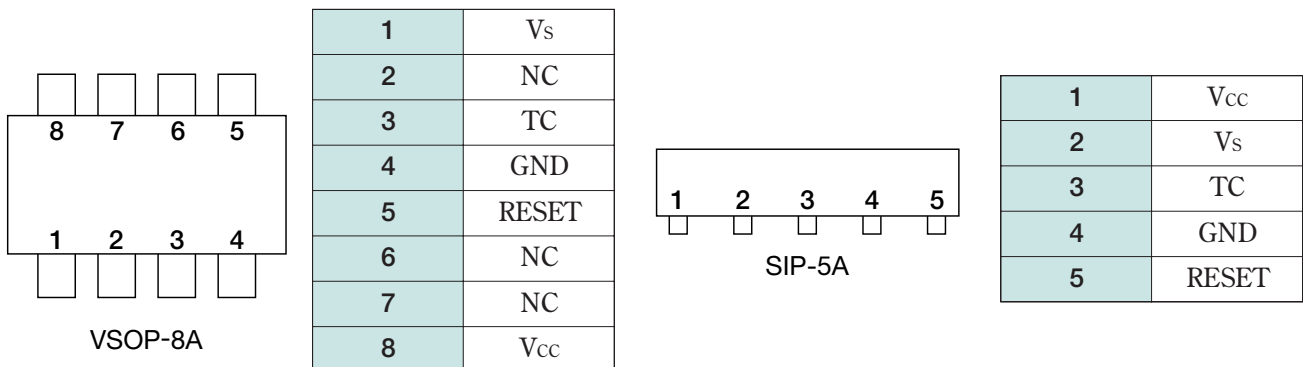 8 7 6 5
1 2 3 4
VSOP-8A
1 Vs
2 NC
3 TC
4 GND
5 RESET
6 NC
7 NC
8 Vcc
1 2 3 4 5
SIP-5A
1 Vcc
2 Vs
3 TC
4 GND
5 RESET